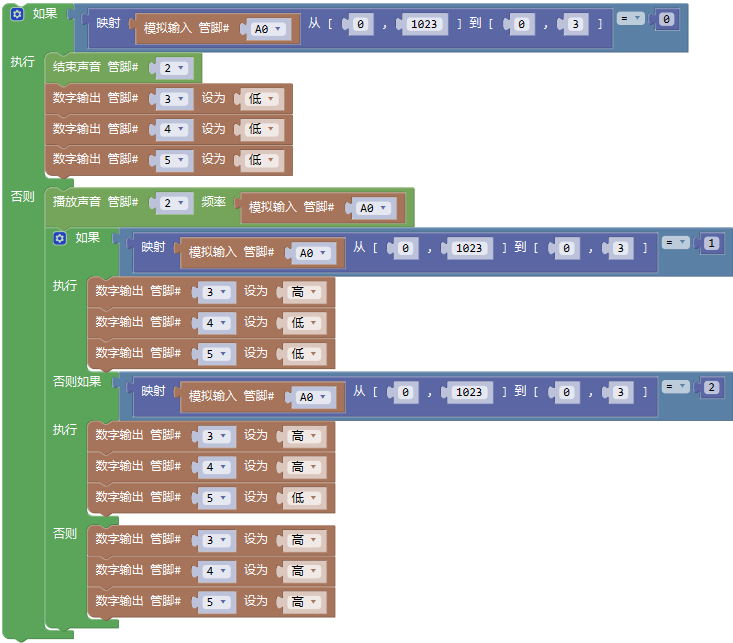 如果 映射 模拟输入 管脚# A0 从 [ 0 , 1023 ] 到 [ 0 , 3 ] = 0
执行 结束声音 管脚# 2
数字输出 管脚# 3 设为 低
数字输出 管脚# 4 设为 低
数字输出 管脚# 5 设为 低
否则 播放声音 管脚# 2 频率 模拟输入 管脚# A0
如果 映射 模拟输入 管脚# A0 从 [ 0 , 1023 ] 到 [ 0 , 3 ] = 1
执行 数字输出 管脚# 3 设为 高
数字输出 管脚# 4 设为 低
数字输出 管脚# 5 设为 低
否则如果 映射 模拟输入 管脚# A0 从 [ 0 , 1023 ] 到 [ 0 , 3 ] = 2
执行 数字输出 管脚# 3 设为 高
数字输出 管脚# 4 设为 高
数字输出 管脚# 5 设为 低
否则 数字输出 管脚# 3 设为 高
数字输出 管脚# 4 设为 高
数字输出 管脚# 5 设为 高